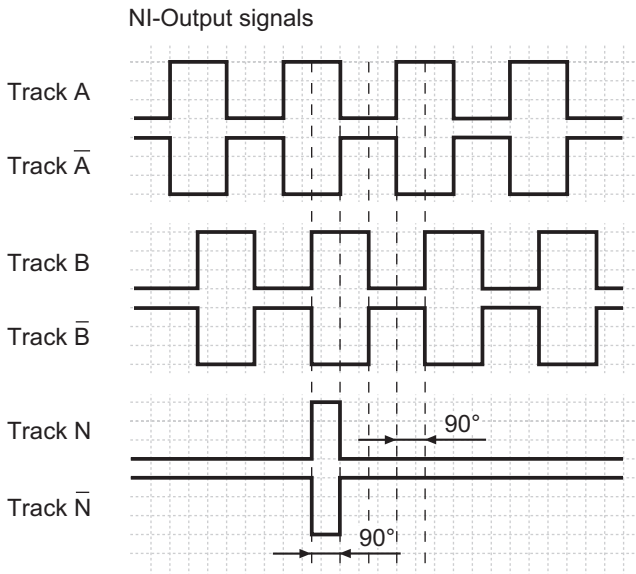 NI-Output signals
Track A
Track A̅
Track B
Track B̅
Track N
90°
Track N̅
90°